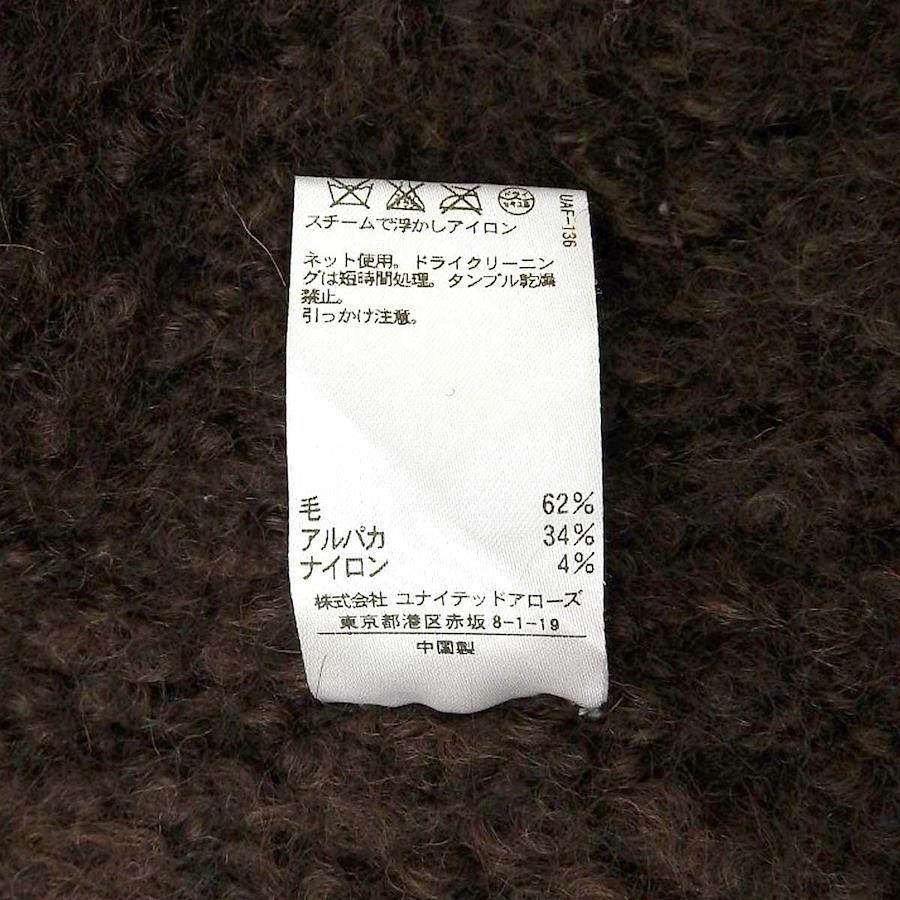 UAF-136
スチームで浮かしアイロン
ネット使用。ドライクリーニン
グは短時間処理。タンブル乾燥
禁止。
引っかけ注意。
毛 62%
アルパカ 34%
ナイロン 4%
株式会社 ユナイテッドアローズ
東京都港区赤坂 8-1-19
中国製